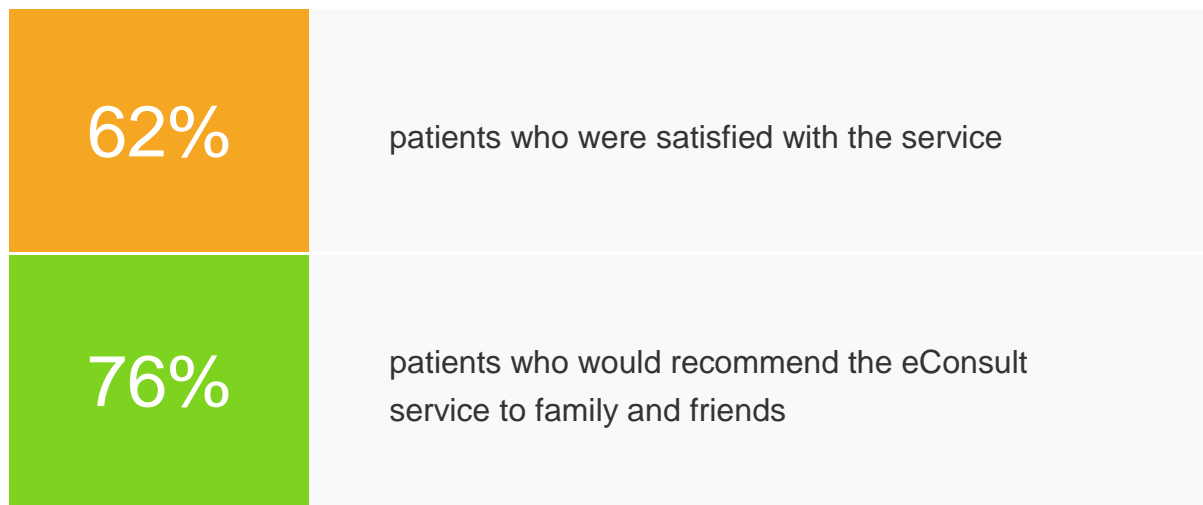 62%
patients who were satisfied with the service
76%
patients who would recommend the eConsult
service to family and friends